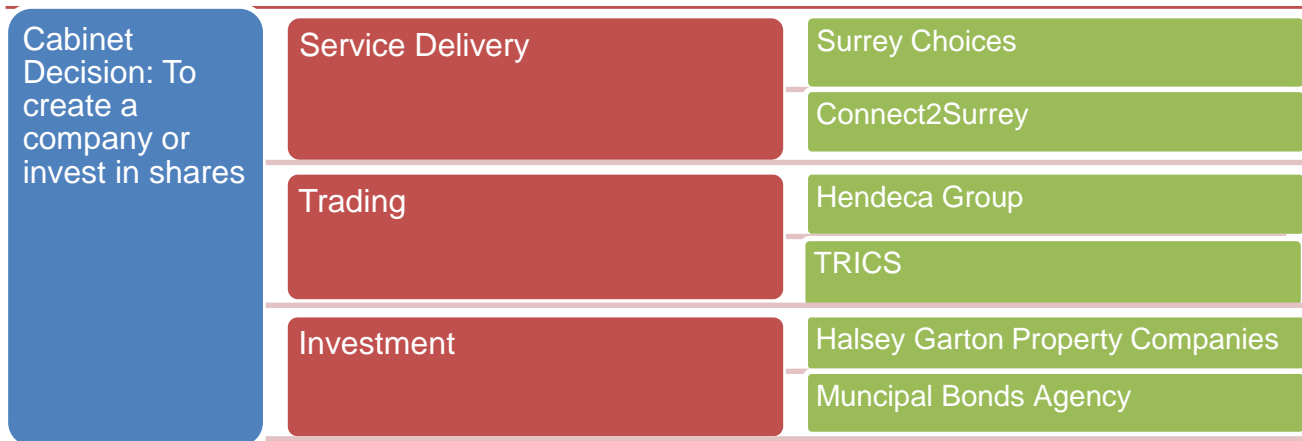 Cabinet
Decision: To
create a
company or
invest in shares
Service Delivery
Surrey Choices
Connect2Surrey
Trading
Hendeca Group
TRICS
Investment
Halsey Garton Property Companies
Muncipal Bonds Agency